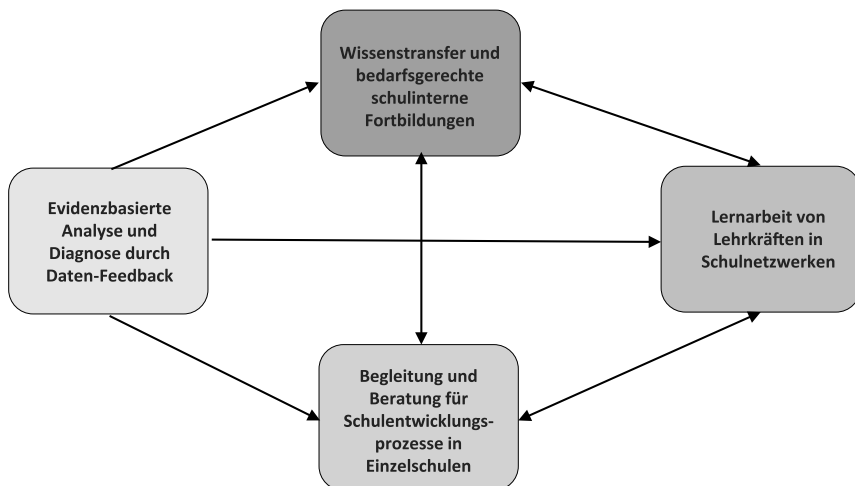 Wissenstransfer und
bedarfsgerechte
schulinterne
Fortbildungen
Evidenzbasierte
Analyse und
Diagnose durch
Daten-Feedback
Lernarbeit von
Lehrkräften in
Schulnetzwerken
Begleitung und
Beratung für
Schulentwicklungs-
prozesse in
Einzelschulen